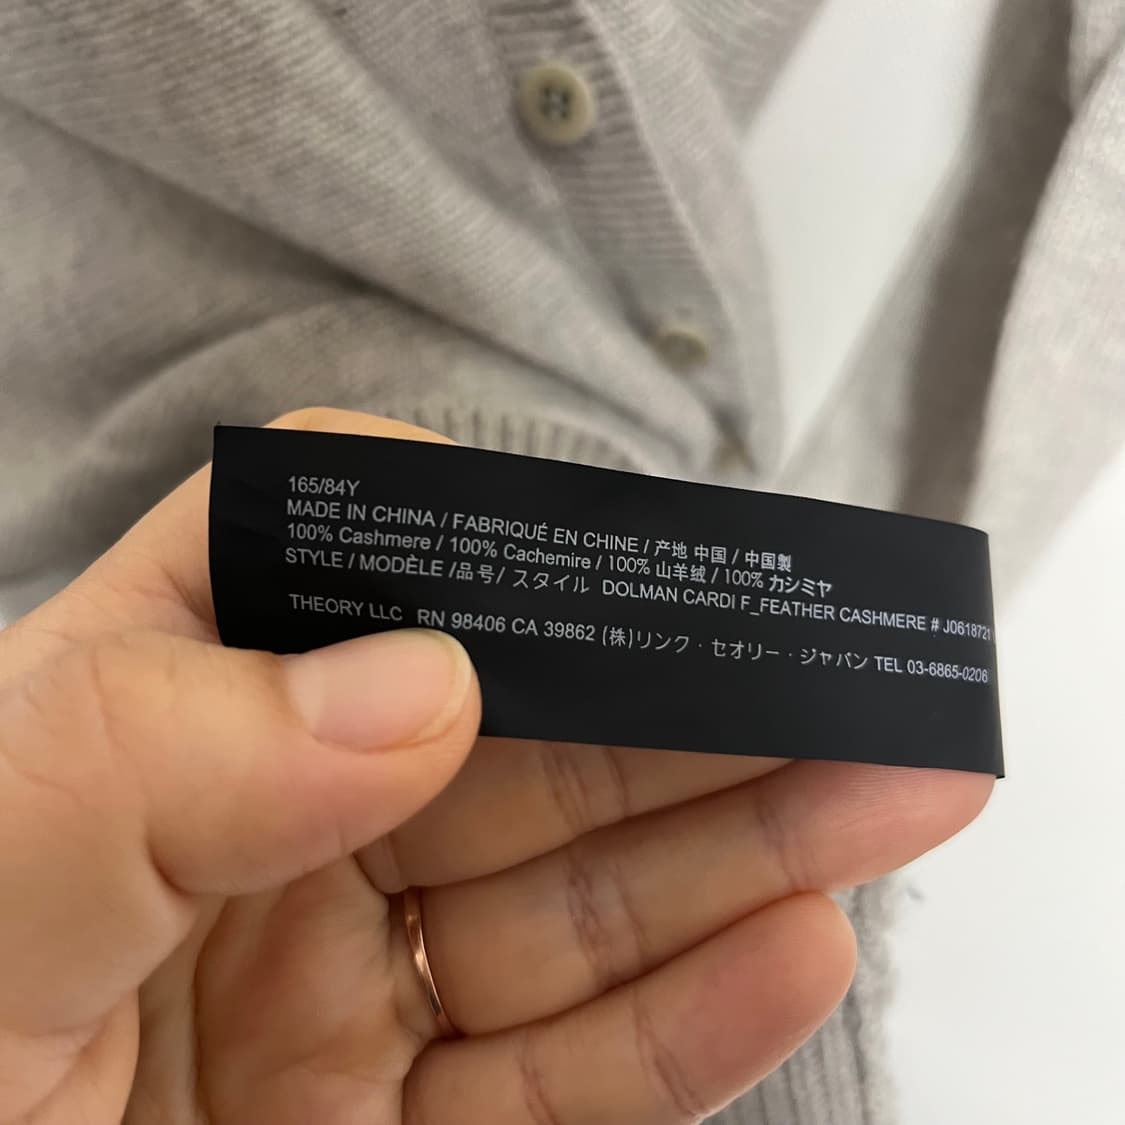 165/84Y
MADE IN CHINA / FABRIQUÉ EN CHINE / 产地 中国 / 中国製
100% Cashmere / 100% Cachemire / 100% 山羊绒 / 100% カシミヤ
STYLE / MODÈLE /品号/ スタイル DOLMAN CARDI F_FEATHER CASHMERE # J0618721
THEORY LLC RN 98406 CA 39862 (株)リンク・セオリー・ジャパン TEL 03-6865-0206